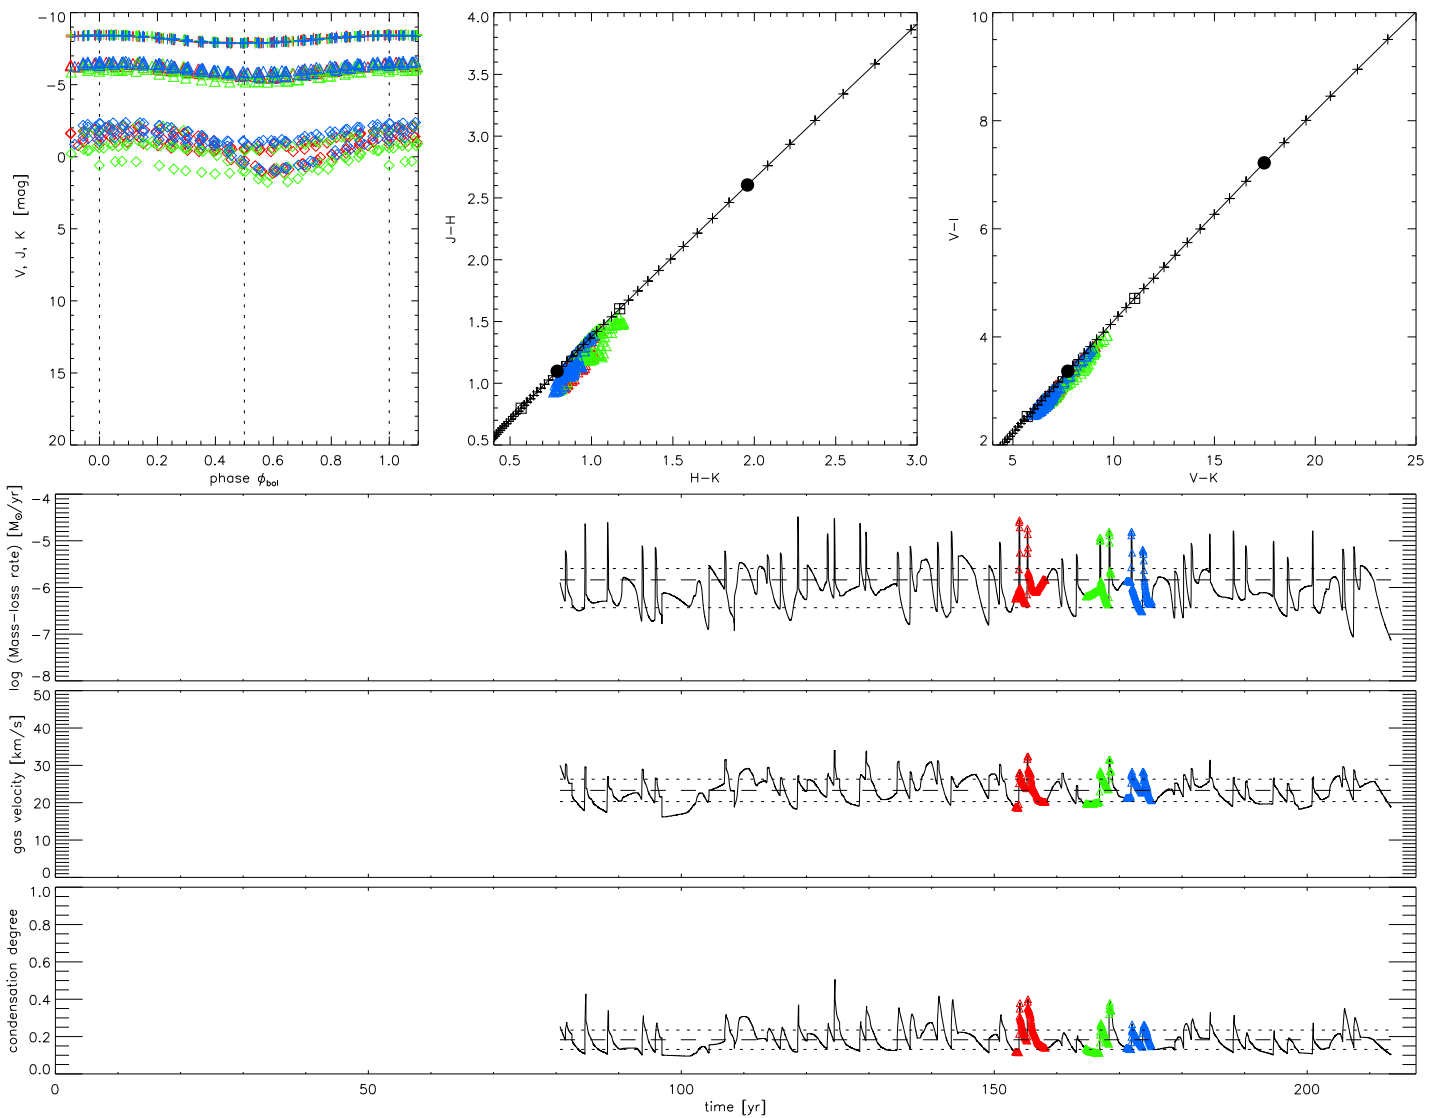 −10
−5
0
5
10
15
20
V, J, K [mag]
0.0 0.2 0.4 0.6 0.8 1.0
phase ϕbol
4.0
3.5
3.0
2.5
2.0
1.5
1.0
0.5
J−H
0.5 1.0 1.5 2.0 2.5 3.0
H−K
10
8
6
4
2
V−I
5 10 15 20 25
V−K
−4
−5
−6
−7
−8
log (Mass−loss rate) [M⊙/yr]
50
40
30
20
10
0
gas velocity [km/s]
1.0
0.8
0.6
0.4
0.2
0.0
condensation degree
0 50 100 150 200
time [yr]